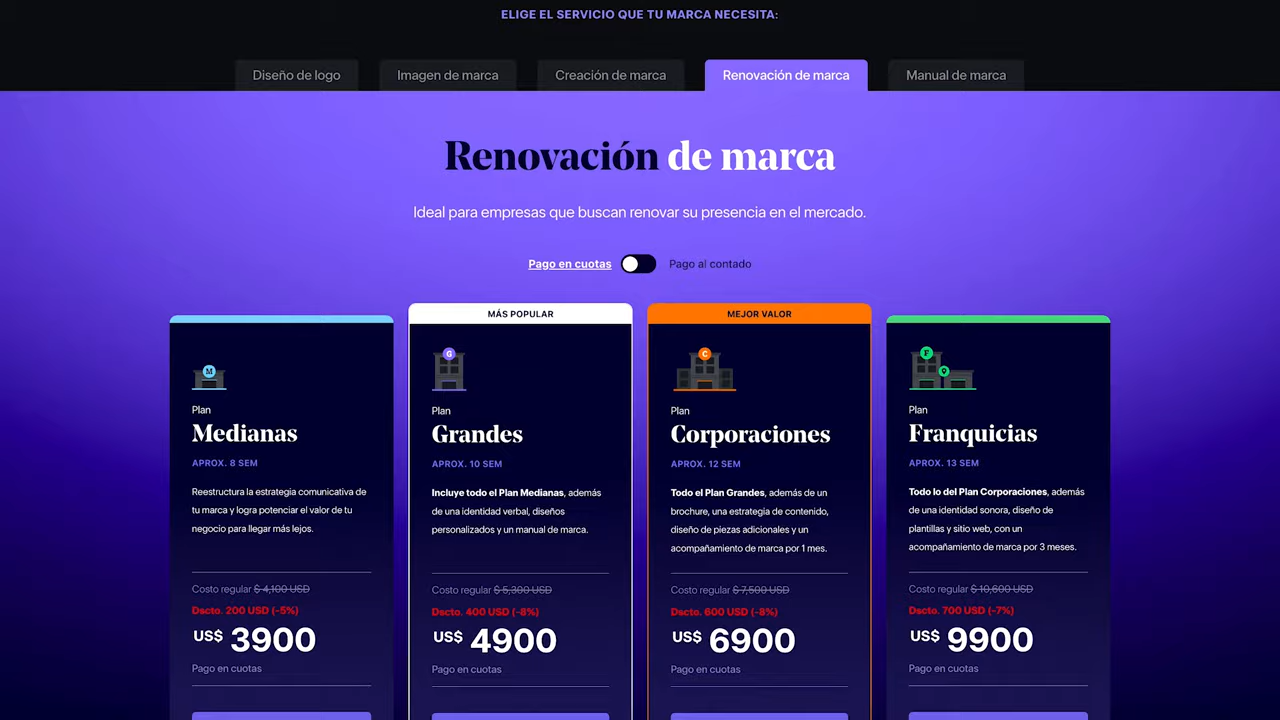 ELIGE EL SERVICIO QUE TU MARCA NECESITA:
Diseño de logo
Imagen de marca
Creación de marca
Renovación de marca
Manual de marca
Renovación de marca
Ideal para empresas que buscan renovar su presencia en el mercado.
Pago en cuotas
Pago al contado
M
Plan
Medianas
APROX. 8 SEM
Reestructura la estrategia comunicativa de
tu marca y logra potenciar el valor de tu
negocio para llegar más lejos.
Costo regular $ 4,100 USD
Dscto. 200 USD (-5%)
US$ 3900
Pago en cuotas
MÁS POPULAR
G
Plan
Grandes
APROX. 10 SEM
Incluye todo el Plan Medianas, además
de una identidad verbal, diseños
personalizados y un manual de marca.
Costo regular $ 5,300 USD
Dscto. 400 USD (-8%)
US$ 4900
Pago en cuotas
MEJOR VALOR
C
Plan
Corporaciones
APROX. 12 SEM
Todo el Plan Grandes, además de un
brochure, una estrategia de contenido,
diseño de piezas adicionales y un
acompañamiento de marca por 1 mes.
Costo regular $ 7,500 USD
Dscto. 600 USD (-8%)
US$ 6900
Pago en cuotas
F
Plan
Franquicias
APROX. 13 SEM
Todo lo del Plan Corporaciones, además
de una identidad sonora, diseño de
plantillas y sitio web, con un
acompañamiento de marca por 3 meses.
Costo regular $ 10,600 USD
Dscto. 700 USD (-7%)
US$ 9900
Pago en cuotas